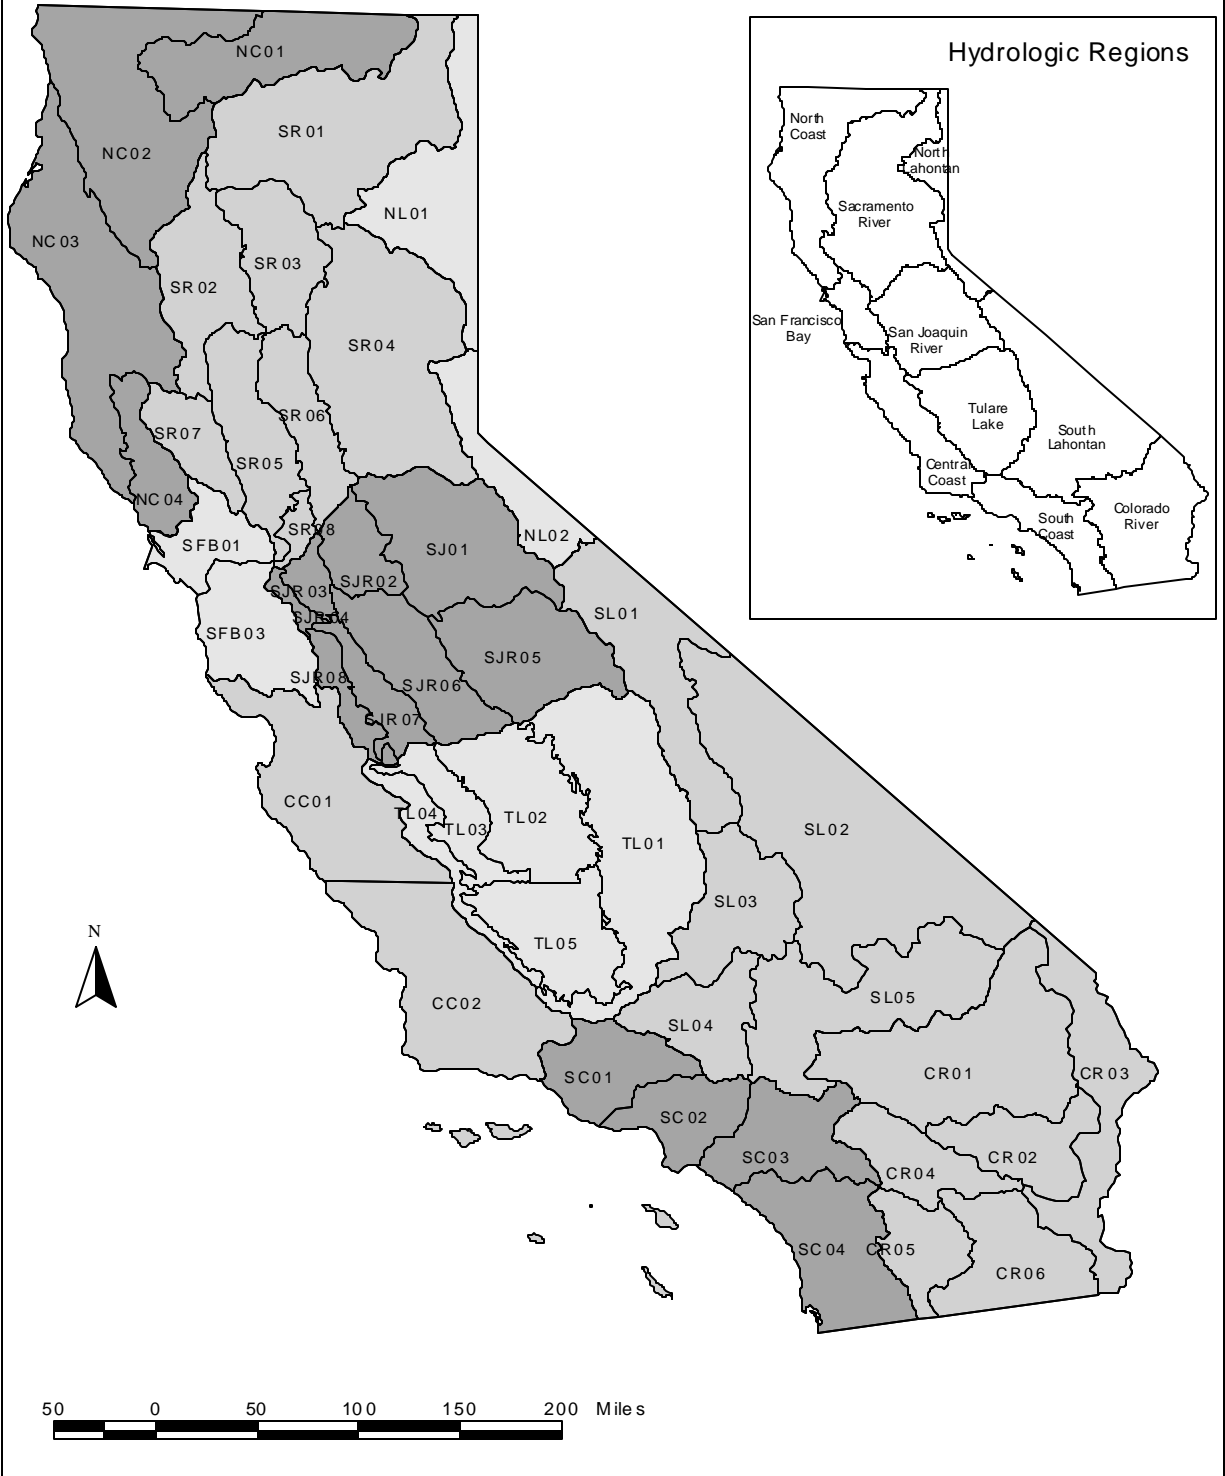 Hydrologic Regions
North
Coast
North
Lahontan
Sacramento
River
San Francisco
Bay
San Joaquin
River
Tulare
Lake
South
Lahontan
Central
Coast
South
Coast
Colorado
River
NC01
NC02
NC03
NC04
SR01
SR02
SR03
SR04
SR05
SR06
SR07
SR08
NL01
NL02
SFB01
SFB03
SJ01
SJR02
SJR03
SJR04
SJR05
SJR06
SJR07
SJR08
SL01
SL02
SL03
SL04
SL05
TL01
TL02
TL03
TL04
TL05
CC01
CC02
SC01
SC02
SC03
SC04
CR01
CR02
CR03
CR04
CR05
CR06
N
50 0 50 100 150 200 Miles